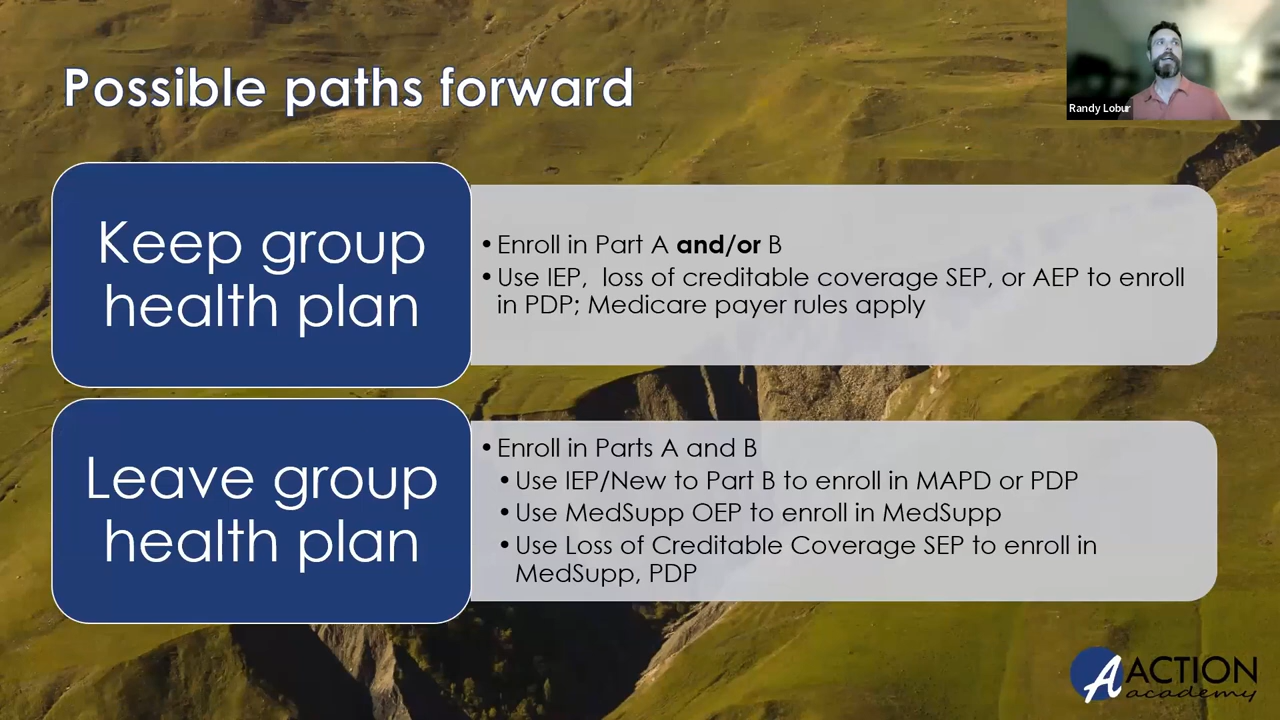 Possible paths forward
Randy Lobur
Keep group
health plan
• Enroll in Part A and/or B
• Use IEP,  loss of creditable coverage SEP, or AEP to enroll
in PDP; Medicare payer rules apply
Leave group
health plan
• Enroll in Parts A and B
• Use IEP/New to Part B to enroll in MAPD or PDP
• Use MedSupp OEP to enroll in MedSupp
• Use Loss of Creditable Coverage SEP to enroll in
MedSupp, PDP
A ACTION
academy